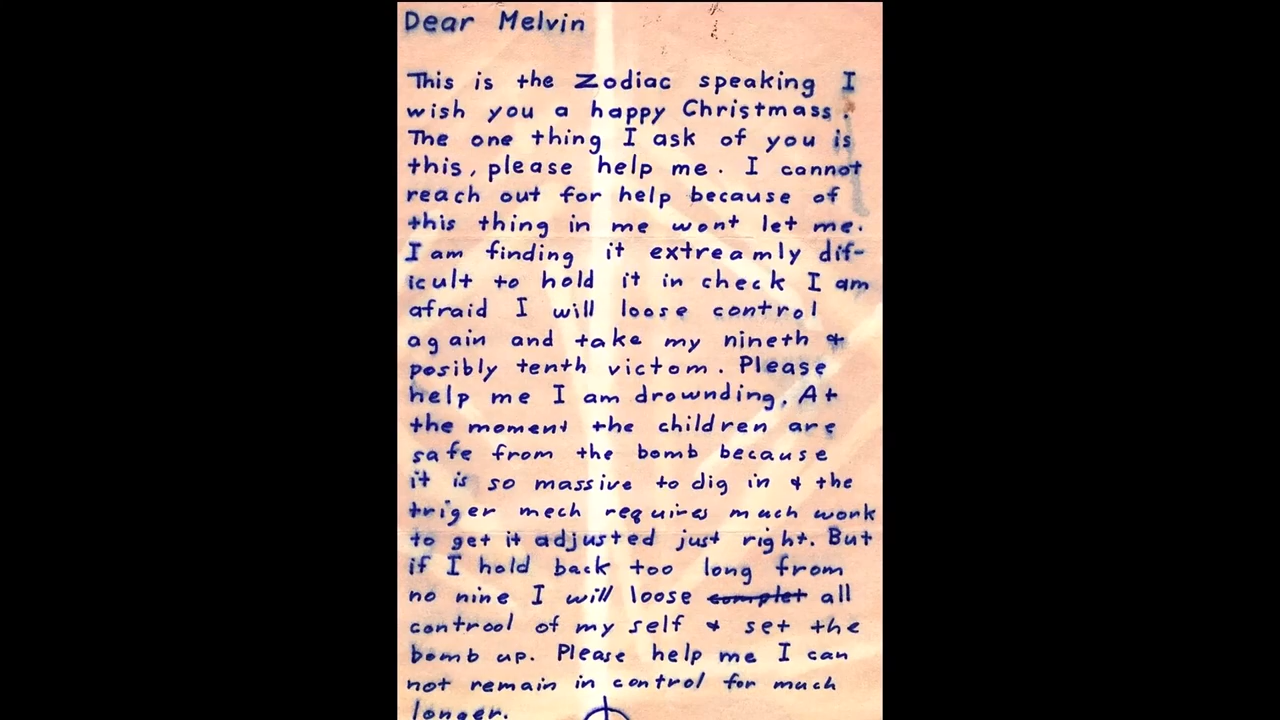 Dear Melvin
This is the Zodiac speaking I
wish you a happy Christmass.
The one thing I ask of you is
this, please help me. I cannot
reach out for help because of
this thing in me wont let me.
I am finding it extreamly dif-
icult to hold it in check I am
afraid I will loose control
again and take my nineth &
posibly tenth victom. Please
help me I am drownding. At
the moment the children are
safe from the bomb because
it is so massive to dig in & the
triger mech requires much work
to get it adjusted just right. But
if I hold back too long from
no nine I will loose complet all
controol of my self & set the
bomb up. Please help me I can
not remain in control for much
longer.